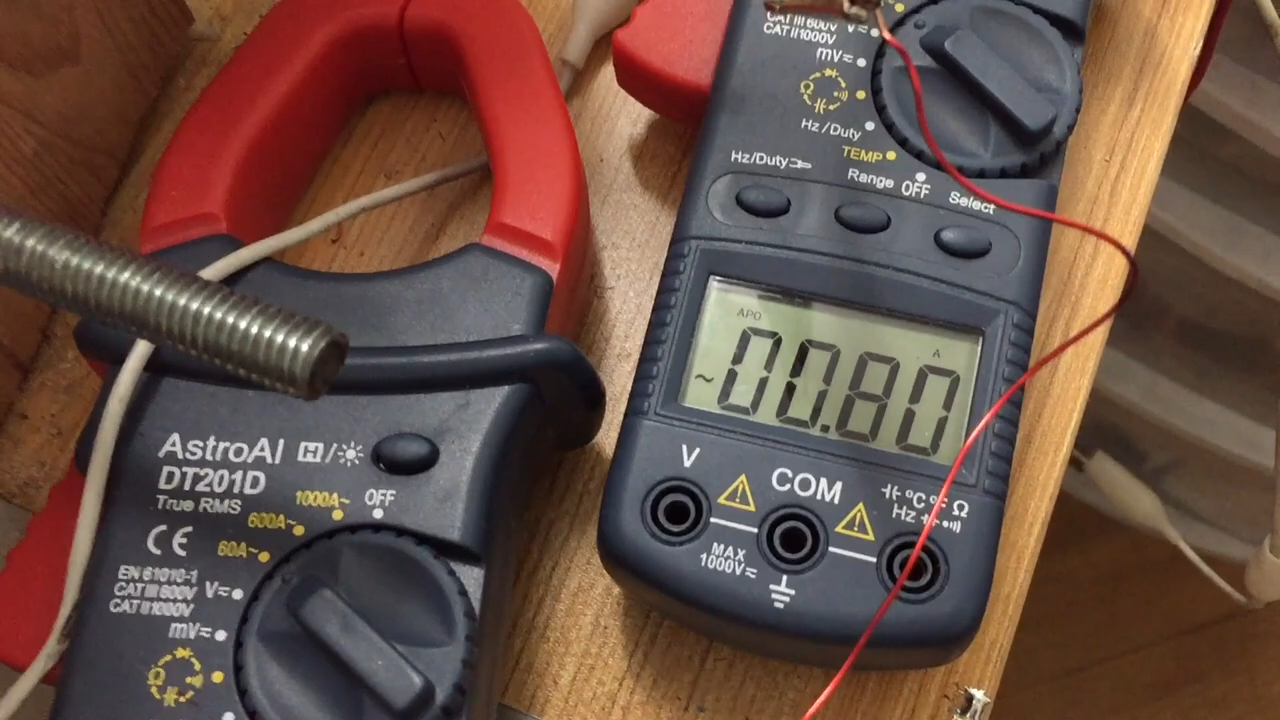 AstroAI H/
DT201D
True RMS
1000A~ OFF
600A~
60A~
CE
EN 61010-1
CAT III 600V V
CAT II 1000V
mV
Ω
CAT III 600V V
CAT II 1000V
mV
Ω
Hz/Duty
TEMP
Hz/Duty
Range OFF Select
APO
A
~00.80
V COM °C °F Ω
Hz
MAX
1000V